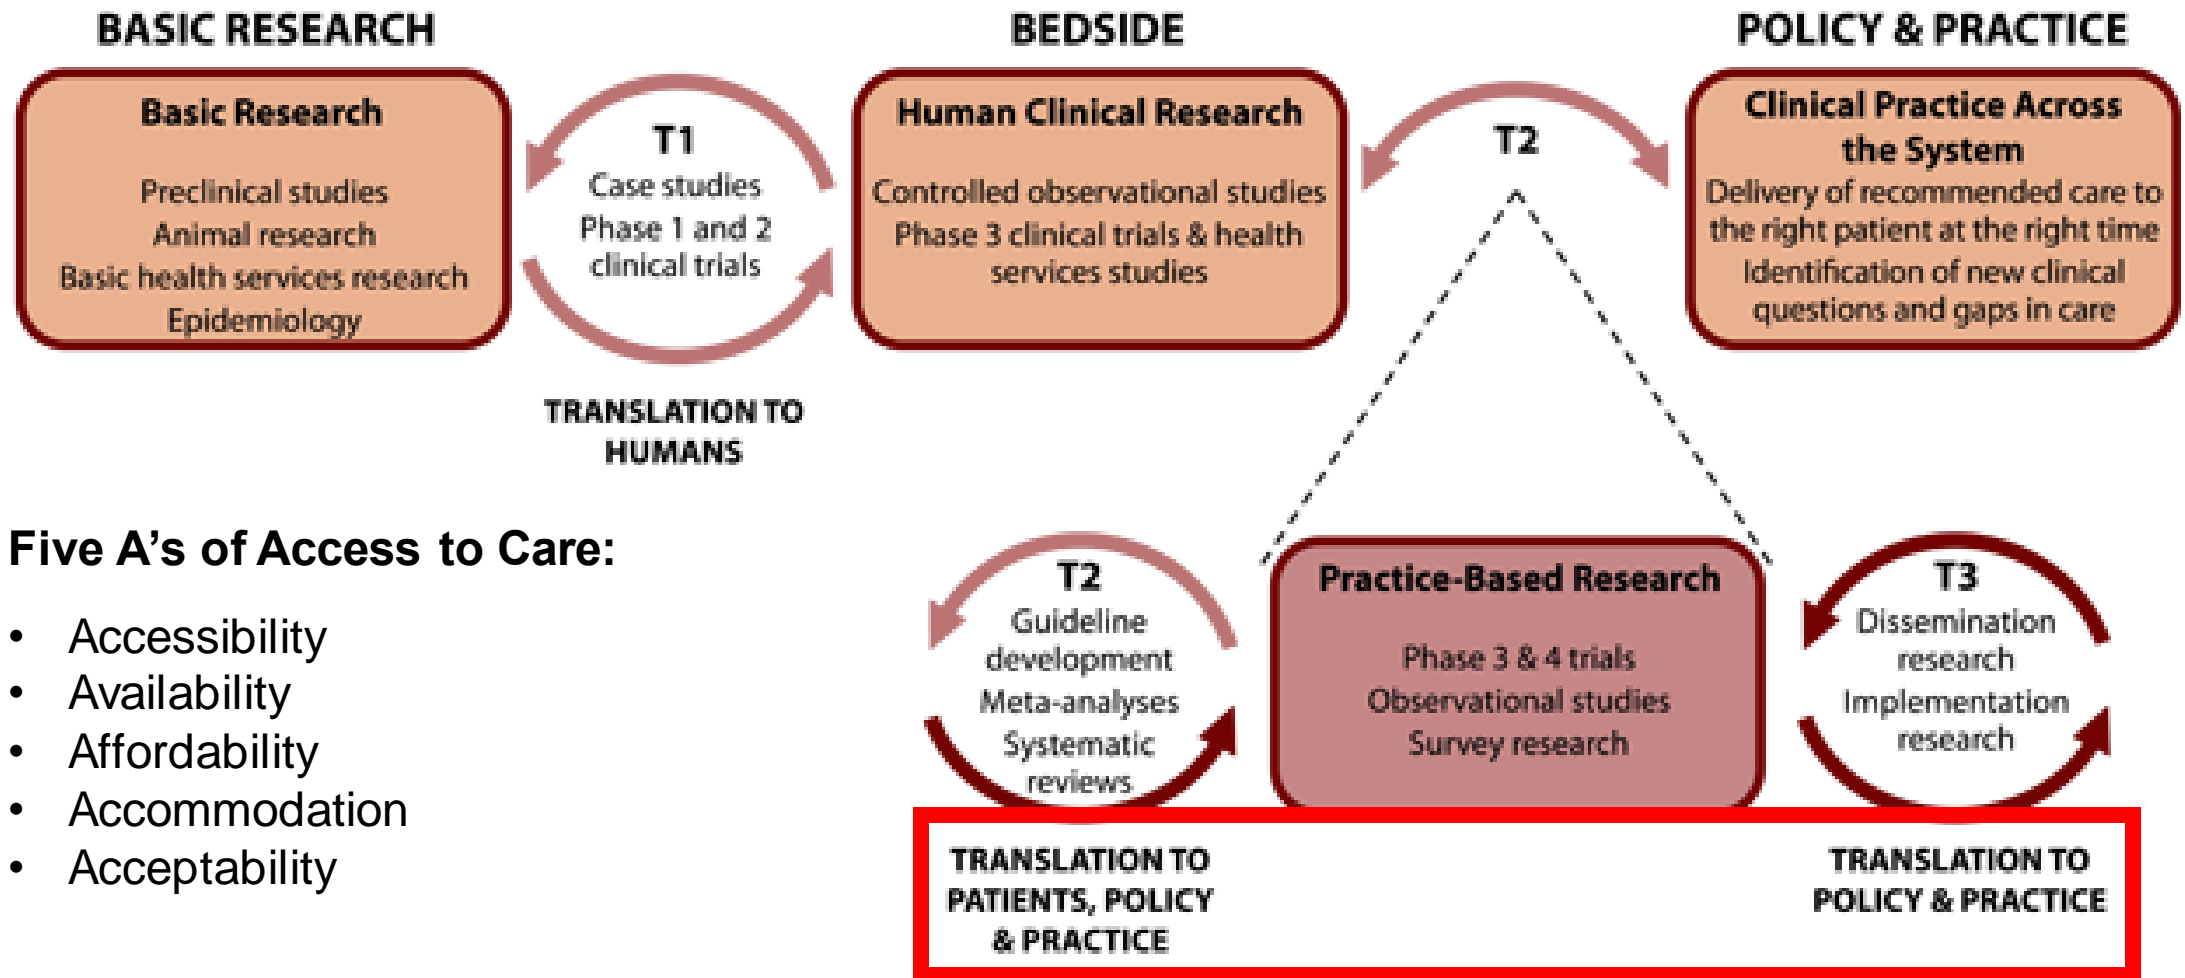 BASIC RESEARCH
BEDSIDE
POLICY & PRACTICE
Basic Research
Preclinical studies
Animal research
Basic health services research
Epidemiology
T1
Case studies
Phase 1 and 2
clinical trials
TRANSLATION TO
HUMANS
Human Clinical Research
Controlled observational studies
Phase 3 clinical trials & health
services studies
T2
Clinical Practice Across
the System
Delivery of recommended care to
the right patient at the right time
Identification of new clinical
questions and gaps in care
Five A’s of Access to Care:
• Accessibility
• Availability
• Affordability
• Accommodation
• Acceptability
T2
Guideline
development
Meta-analyses
Systematic
reviews
TRANSLATION TO
PATIENTS, POLICY
& PRACTICE
Practice-Based Research
Phase 3 & 4 trials
Observational studies
Survey research
T3
Dissemination
research
Implementation
research
TRANSLATION TO
POLICY & PRACTICE